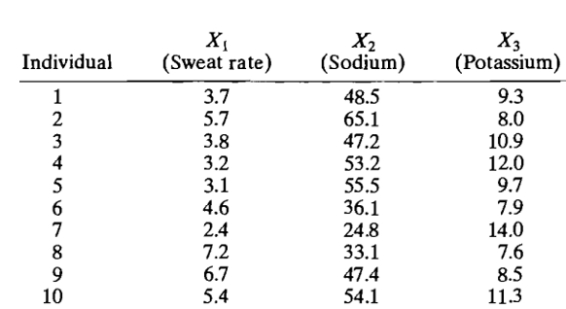 X1 X2 X3
Individual (Sweat rate) (Sodium) (Potassium)
1 3.7 48.5 9.3
2 5.7 65.1 8.0
3 3.8 47.2 10.9
4 3.2 53.2 12.0
5 3.1 55.5 9.7
6 4.6 36.1 7.9
7 2.4 24.8 14.0
8 7.2 33.1 7.6
9 6.7 47.4 8.5
10 5.4 54.1 11.3